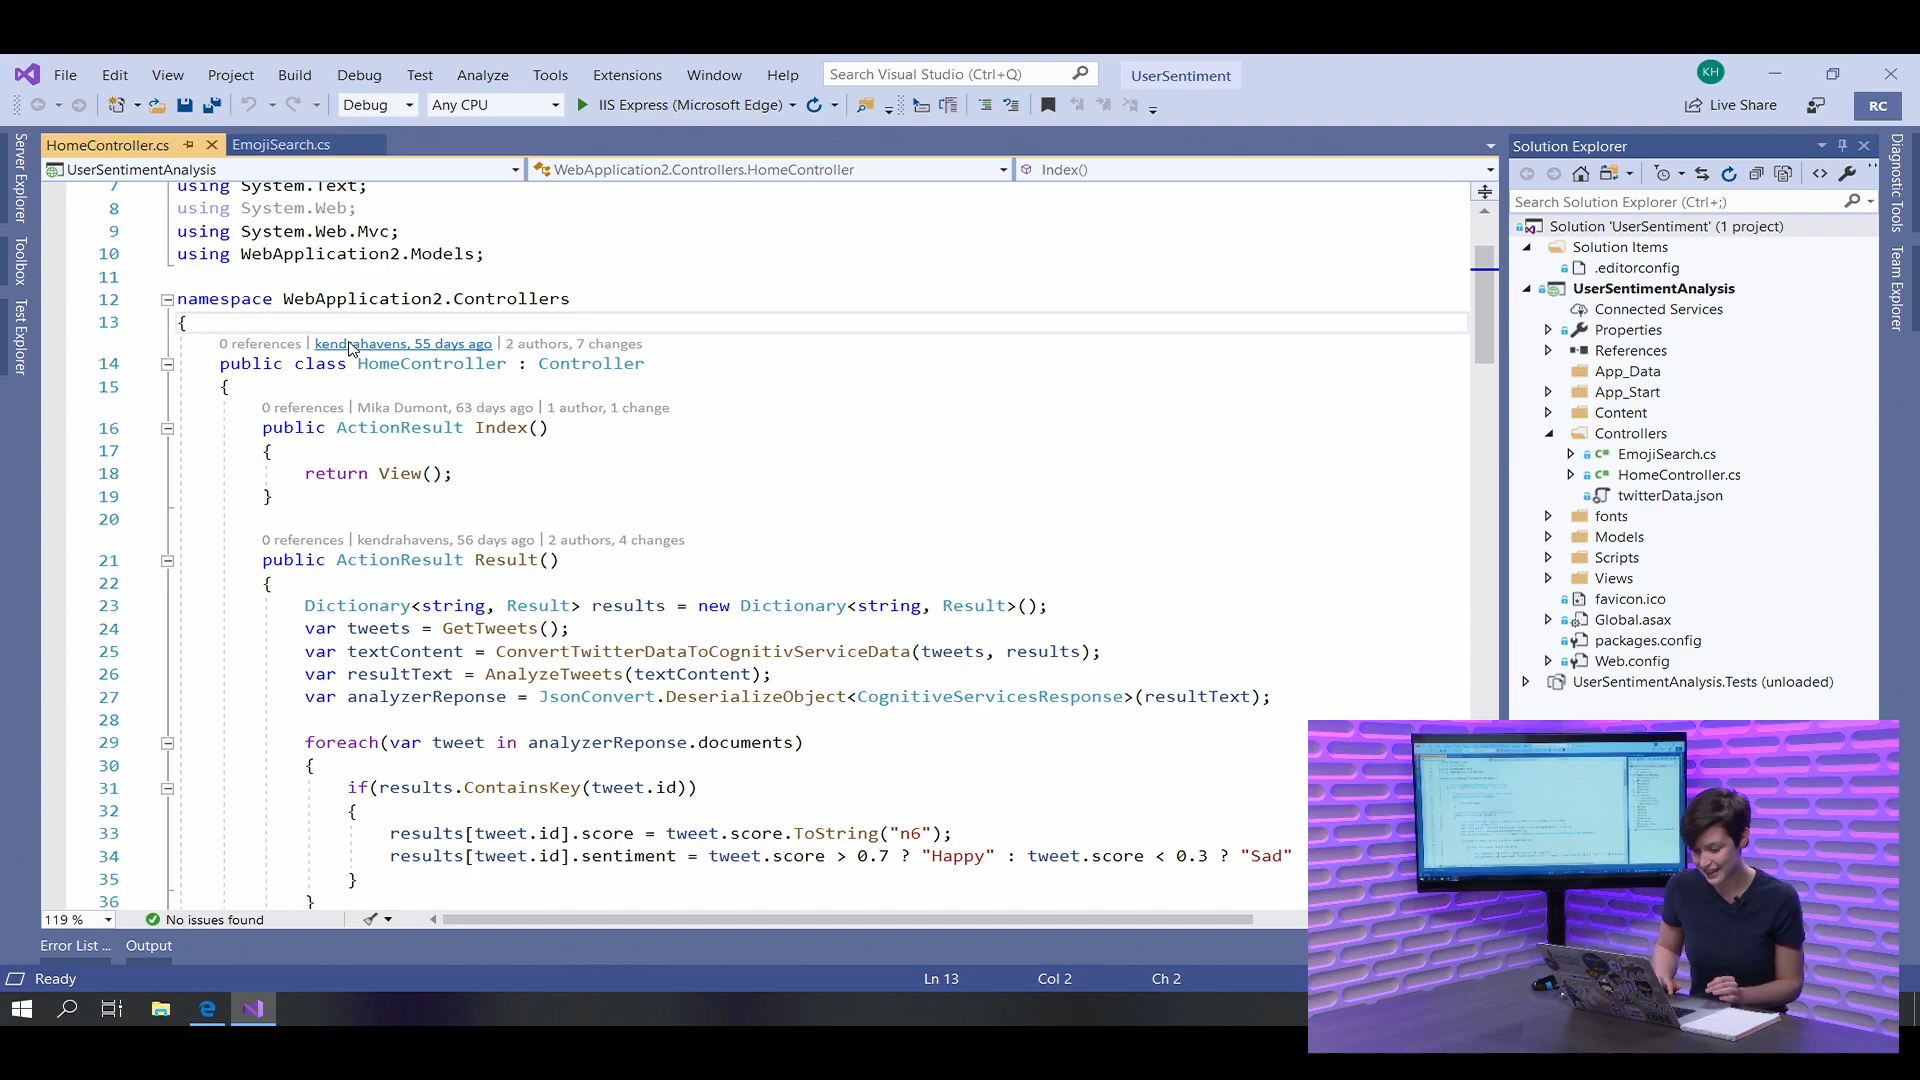 File Edit View Project Build Debug Test Analyze Tools Extensions Window Help Search Visual Studio (Ctrl+Q) UserSentiment KH
Debug Any CPU IIS Express (Microsoft Edge) Live Share RC
Server Explorer
Toolbox
Test Explorer
HomeController.cs EmojiSearch.cs
UserSentimentAnalysis WebApplication2.Controllers.HomeController Index()
7 using System.Text;
8 using System.Web;
9 using System.Web.Mvc;
10 using WebApplication2.Models;
11
12 namespace WebApplication2.Controllers
13 {
0 references | kendrahavens, 55 days ago | 2 authors, 7 changes
14 public class HomeController : Controller
15 {
0 references | Mika Dumont, 63 days ago | 1 author, 1 change
16 public ActionResult Index()
17 {
18 return View();
19 }
20
0 references | kendrahavens, 56 days ago | 2 authors, 4 changes
21 public ActionResult Result()
22 {
23 Dictionary<string, Result> results = new Dictionary<string, Result>();
24 var tweets = GetTweets();
25 var textContent = ConvertTwitterDataToCognitivServiceData(tweets, results);
26 var resultText = AnalyzeTweets(textContent);
27 var analyzerReponse = JsonConvert.DeserializeObject<CognitiveServicesResponse>(resultText);
28
29 foreach(var tweet in analyzerReponse.documents)
30 {
31 if(results.ContainsKey(tweet.id))
32 {
33 results[tweet.id].score = tweet.score.ToString("n6");
34 results[tweet.id].sentiment = tweet.score > 0.7 ? "Happy" : tweet.score < 0.3 ? "Sad"
35 }
36 }
119 % No issues found
Error List ... Output
Ready Ln 13 Col 2 Ch 2
Solution Explorer
Search Solution Explorer (Ctrl+;)
Solution 'UserSentiment' (1 project)
Solution Items
.editorconfig
UserSentimentAnalysis
Connected Services
Properties
References
App_Data
App_Start
Content
Controllers
EmojiSearch.cs
HomeController.cs
twitterData.json
fonts
Models
Scripts
Views
favicon.ico
Global.asax
packages.config
Web.config
UserSentimentAnalysis.Tests (unloaded)
Diagnostic Tools
Team Explorer